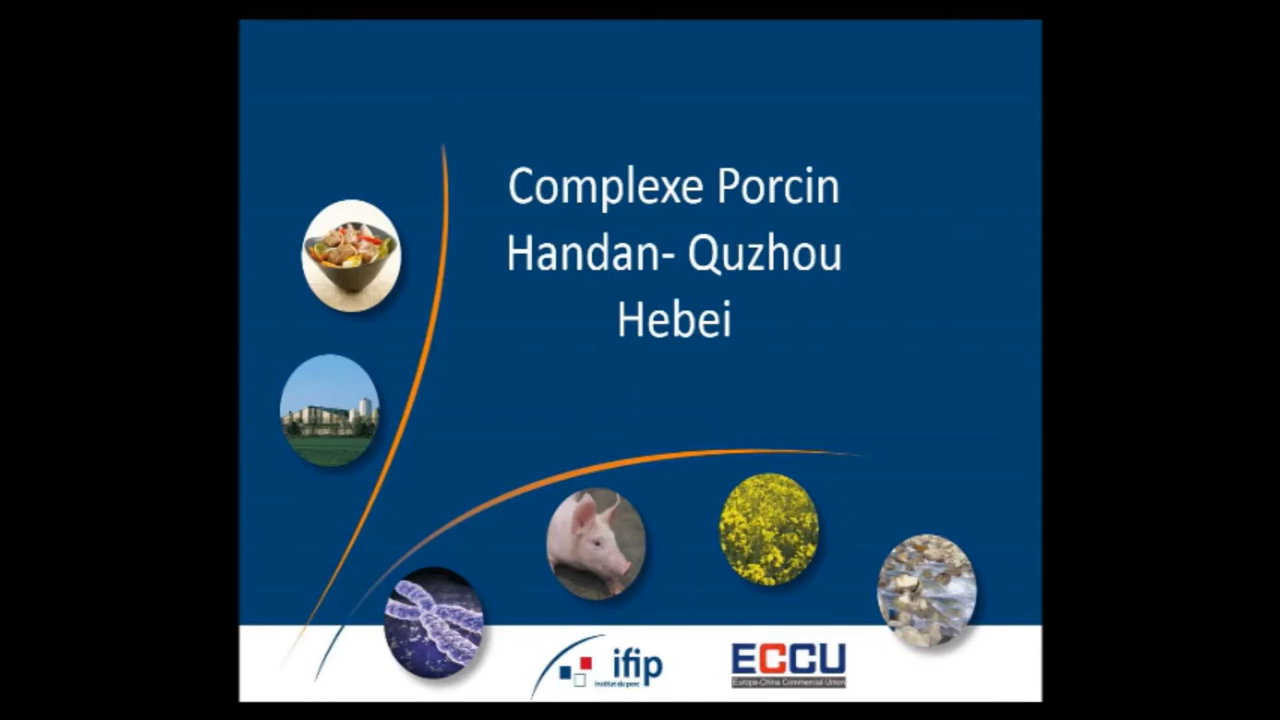 Complexe Porcin
Handan- Quzhou
Hebei
ifip
Institut du porc
ECCU
Europe-China Commercial Union